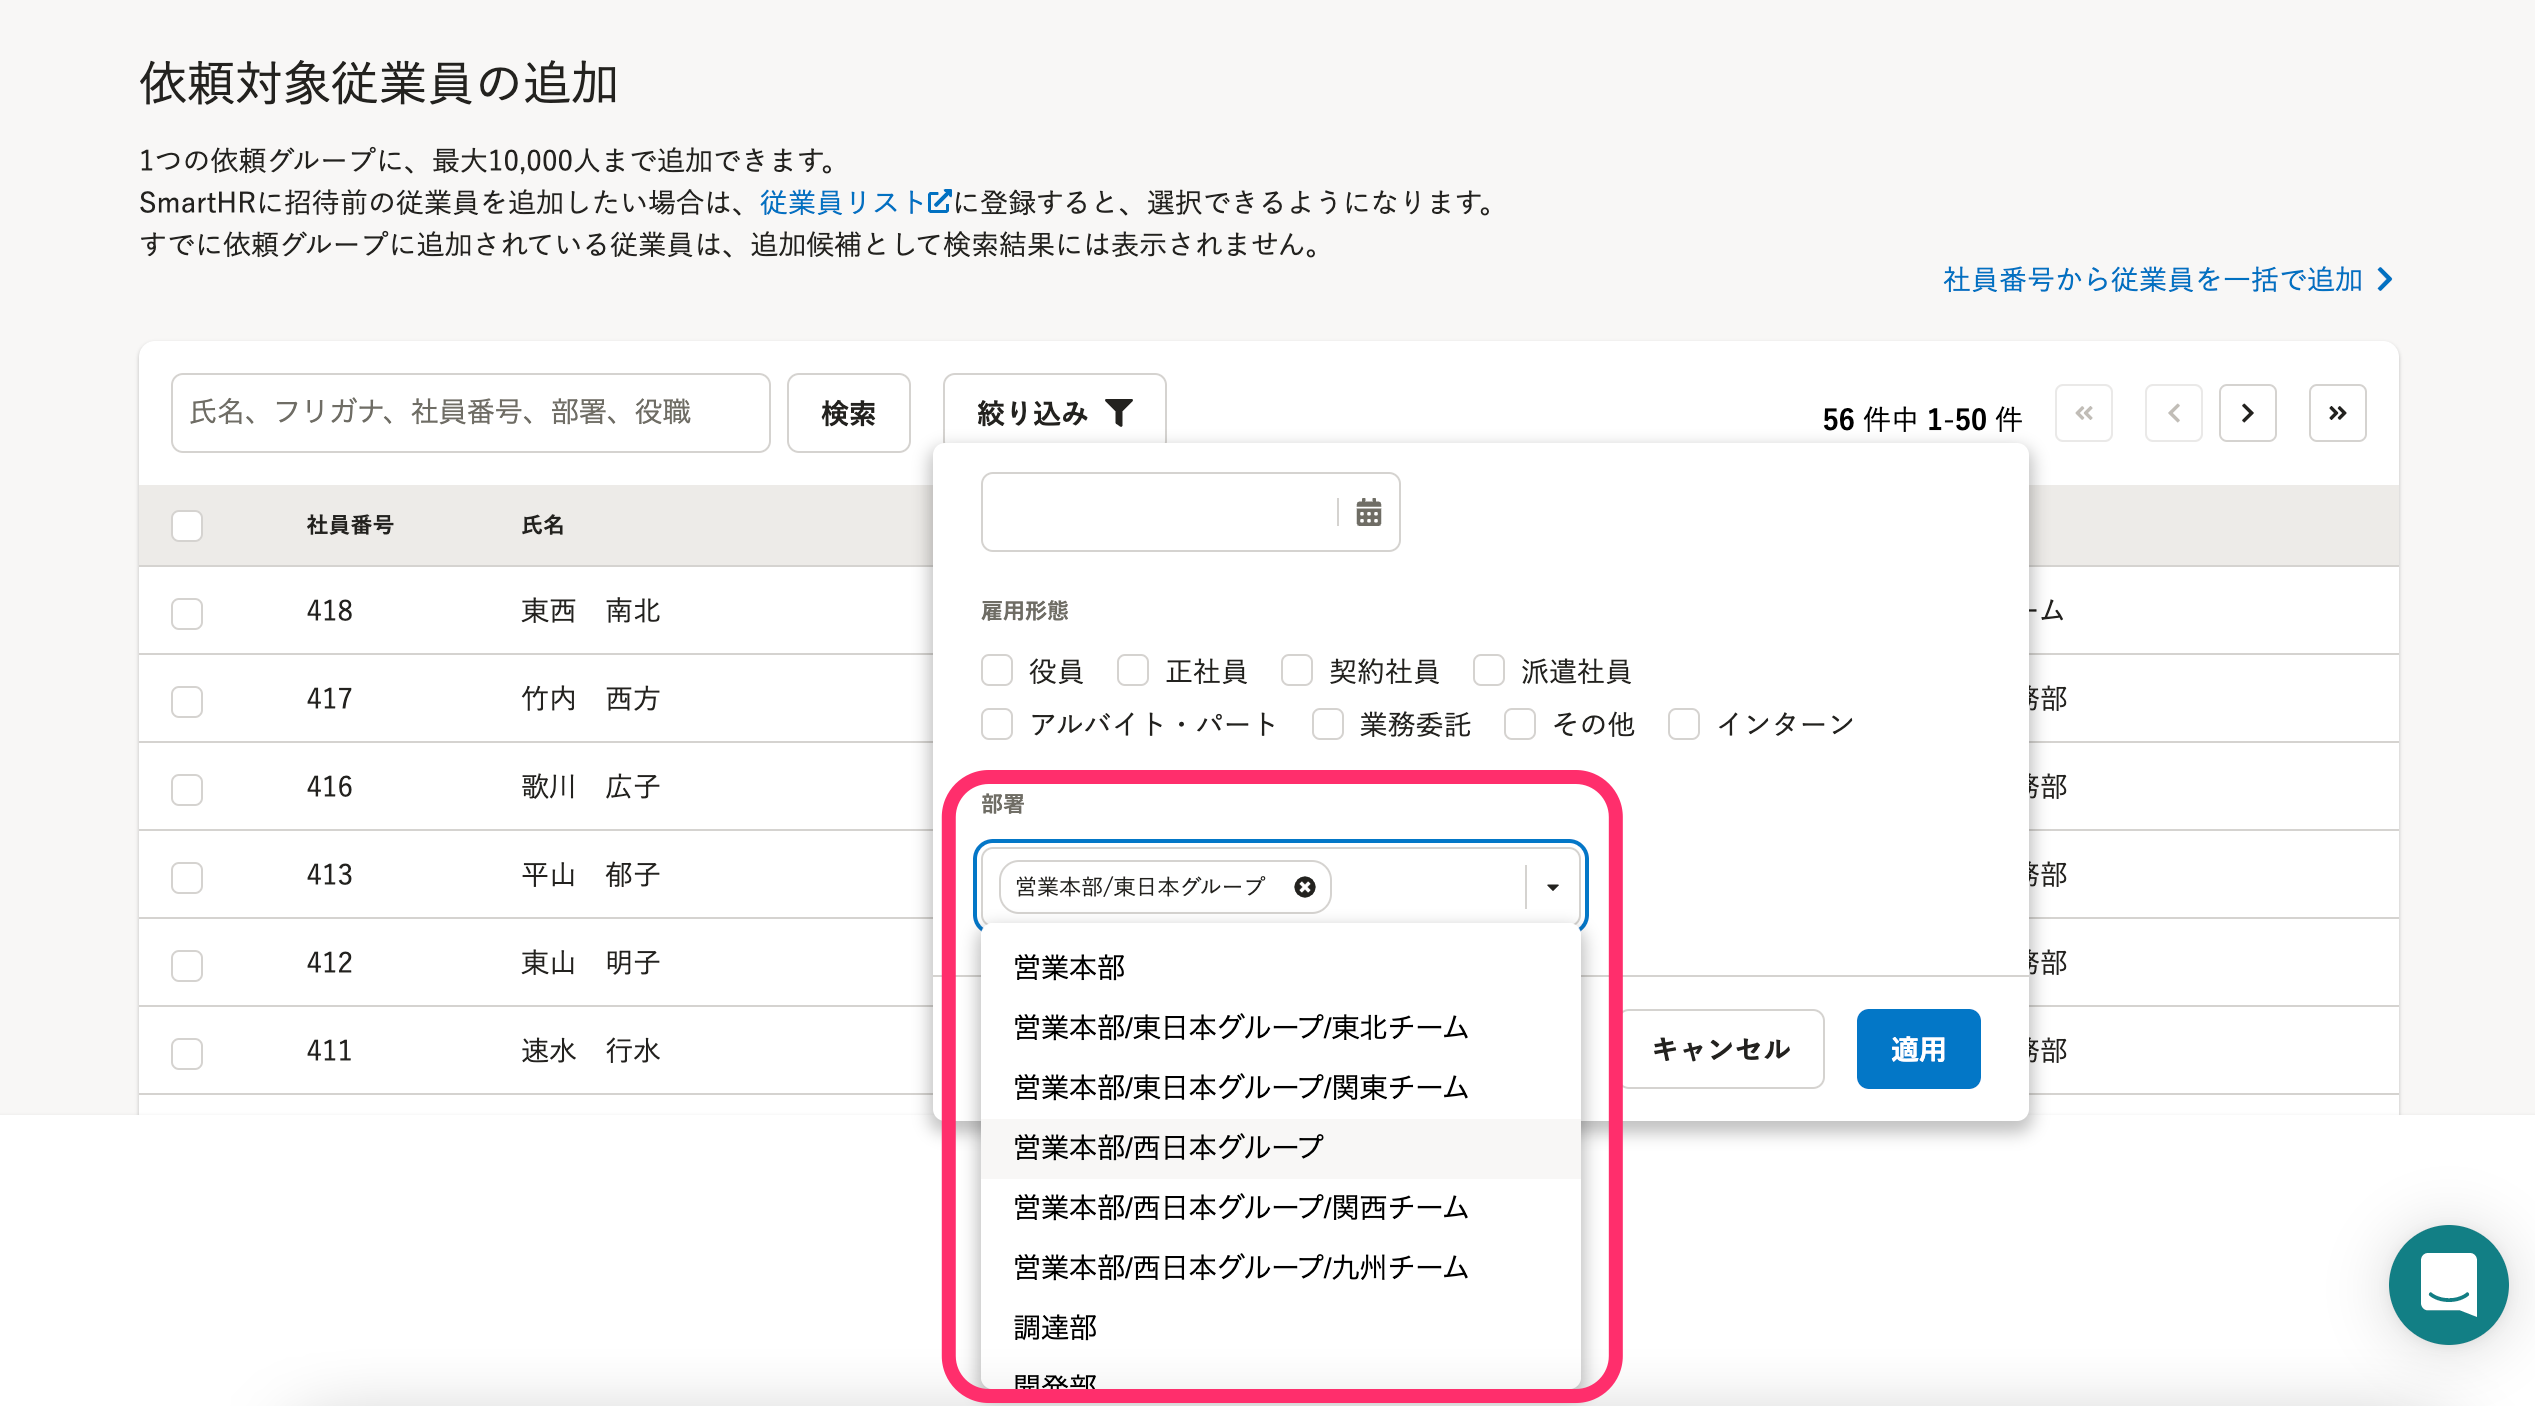 依頼対象従業員の追加
1つの依頼グループに、最大10,000人まで追加できます。
SmartHRに招待前の従業員を追加したい場合は、従業員リストに登録すると、選択できるようになります。
すでに依頼グループに追加されている従業員は、追加候補として検索結果には表示されません。
社員番号から従業員を一括で追加
氏名、フリガナ、社員番号、部署、役職 検索 絞り込み 56 件中 1-50 件
社員番号 氏名
雇用形態
役員 正社員 契約社員 派遣社員
アルバイト・パート 業務委託 その他 インターン
部署
営業本部/東日本グループ
営業本部
営業本部/東日本グループ/東北チーム
営業本部/東日本グループ/関東チーム
営業本部/西日本グループ
営業本部/西日本グループ/関西チーム
営業本部/西日本グループ/九州チーム
調達部
開発部
キャンセル 適用
418 東西 南北 ーム
417 竹内 西方 務部
416 歌川 広子 務部
413 平山 郁子 務部
412 東山 明子 務部
411 速水 行水 務部